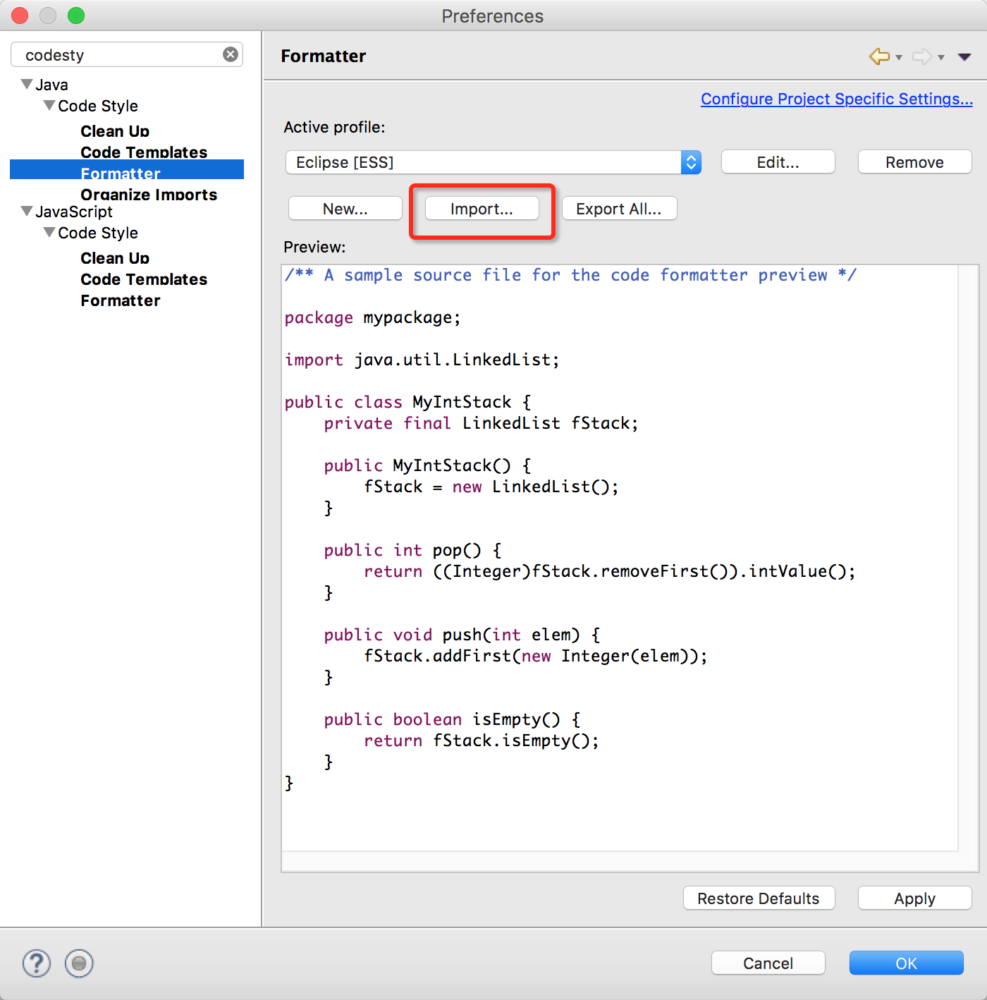 Preferences
codesty
Java
Code Style
Clean Up
Code Templates
Formatter
Organize Imports
JavaScript
Code Style
Clean Up
Code Templates
Formatter
Formatter
Configure Project Specific Settings...
Active profile:
Eclipse [ESS]
Edit...
Remove
New...
Import...
Export All...
Preview:
/** A sample source file for the code formatter preview */
package mypackage;
import java.util.LinkedList;
public class MyIntStack {
    private final LinkedList fStack;
    public MyIntStack() {
        fStack = new LinkedList();
    }
    public int pop() {
        return ((Integer)fStack.removeFirst()).intValue();
    }
    public void push(int elem) {
        fStack.addFirst(new Integer(elem));
    }
    public boolean isEmpty() {
        return fStack.isEmpty();
    }
}
Restore Defaults
Apply
?
Cancel
OK